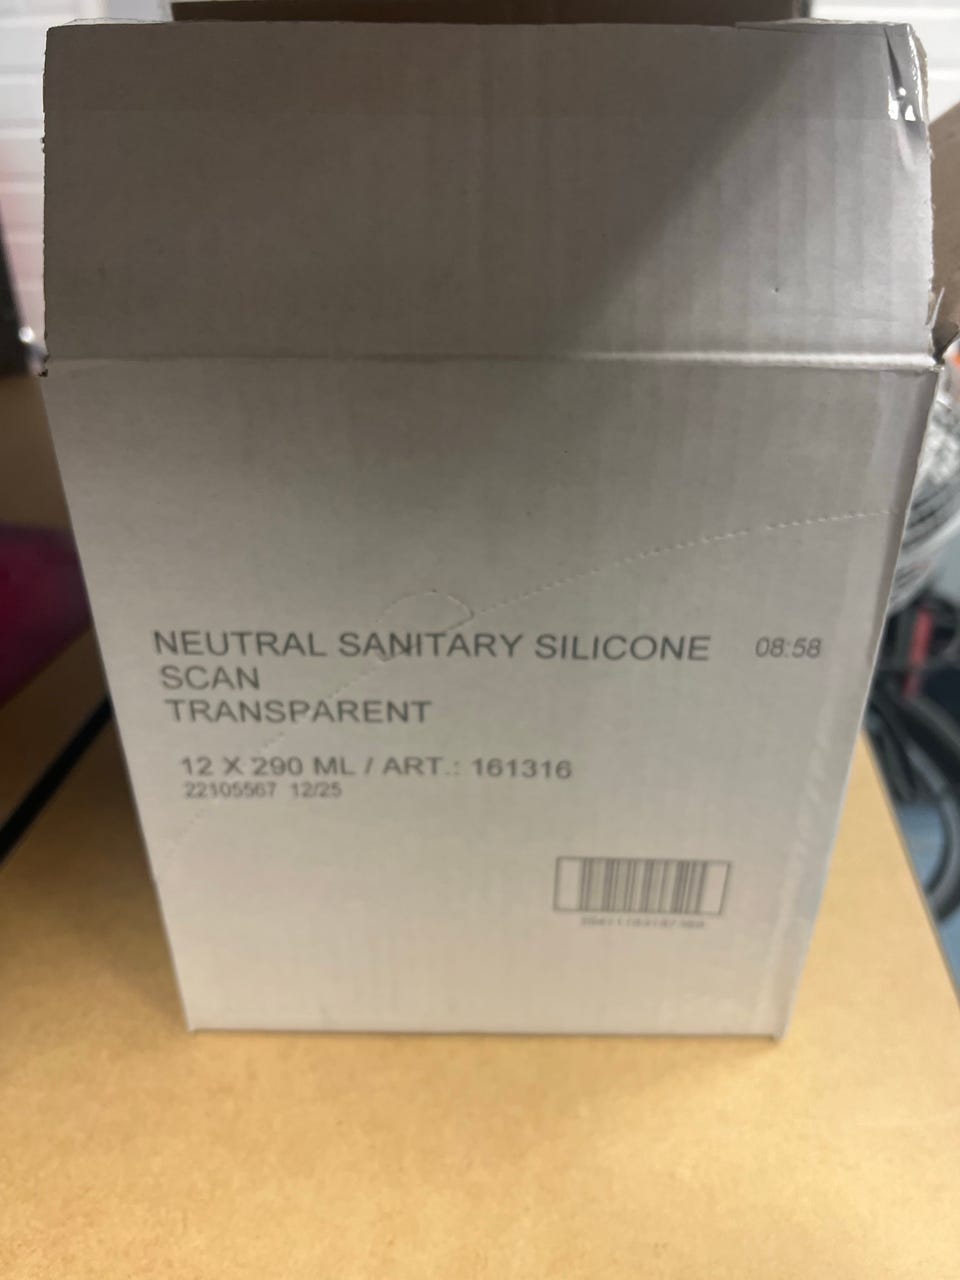 NEUTRAL SANITARY SILICONE 08:58
SCAN
TRANSPARENT
12 X 290 ML / ART.: 161316
22105567 12/25